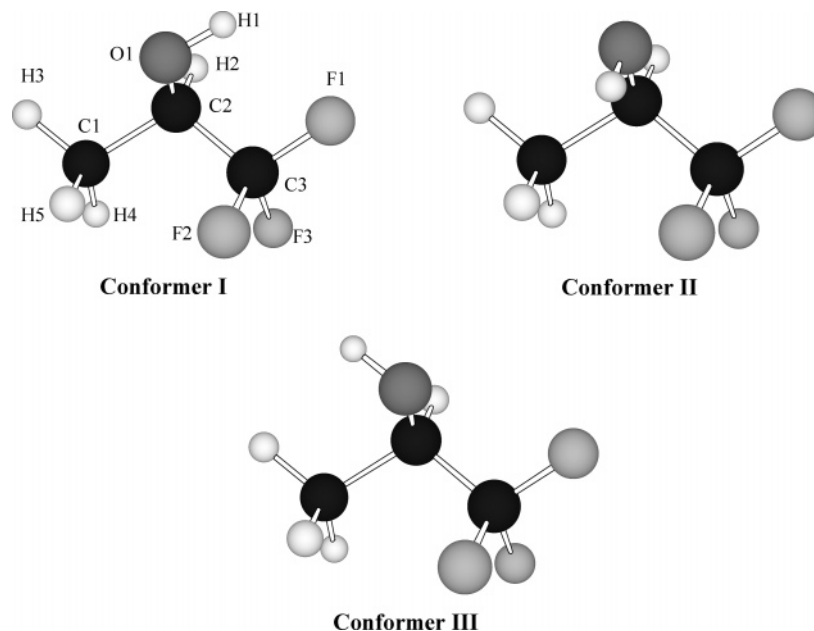 H1
O1
H2
H3
F1
C1
C2
C3
H5
H4
F2
F3
Conformer I
Conformer II
Conformer III